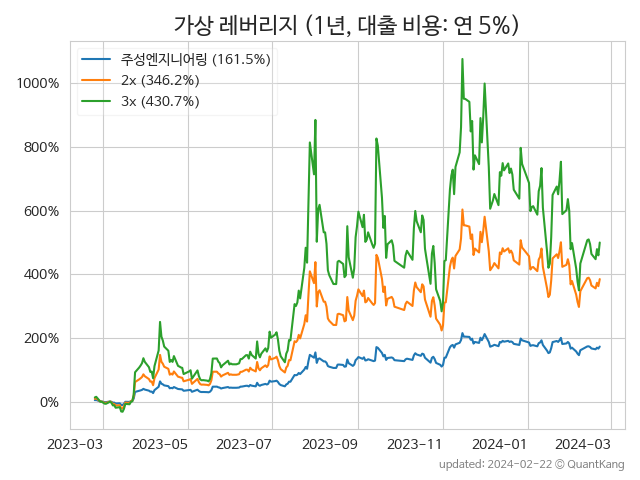 가상 레버리지 (1년, 대출 비용: 연 5%)
주성엔지니어링 (161.5%)
2x (346.2%)
3x (430.7%)
1000%
800%
600%
400%
200%
0%
2023-03 2023-05 2023-07 2023-09 2023-11 2024-01 2024-03
updated: 2024-02-22 © QuantKang